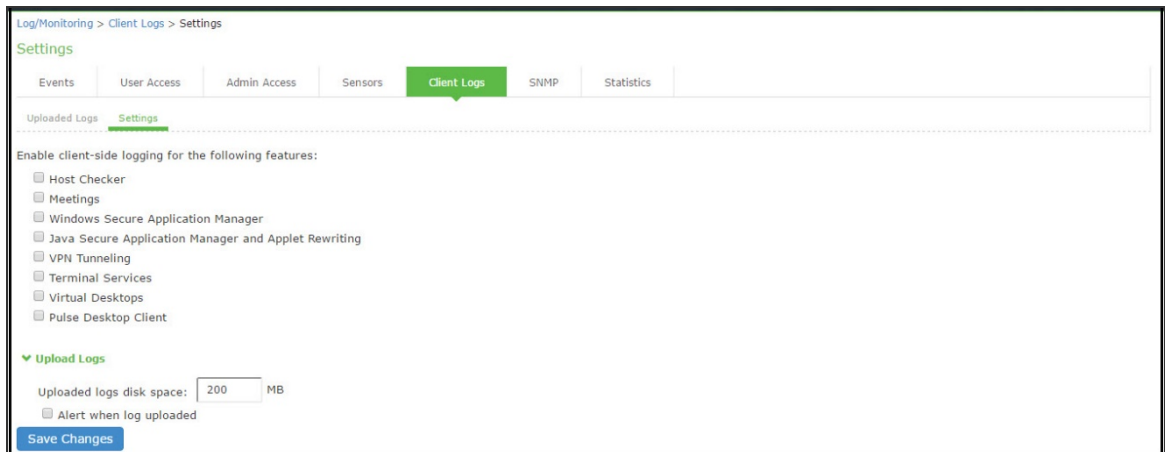 Log/Monitoring > Client Logs > Settings
Settings
Events User Access Admin Access Sensors Client Logs SNMP Statistics
Uploaded Logs Settings
Enable client-side logging for the following features:
Host Checker
Meetings
Windows Secure Application Manager
Java Secure Application Manager and Applet Rewriting
VPN Tunneling
Terminal Services
Virtual Desktops
Pulse Desktop Client
Upload Logs
Uploaded logs disk space: 200 MB
Alert when log uploaded
Save Changes